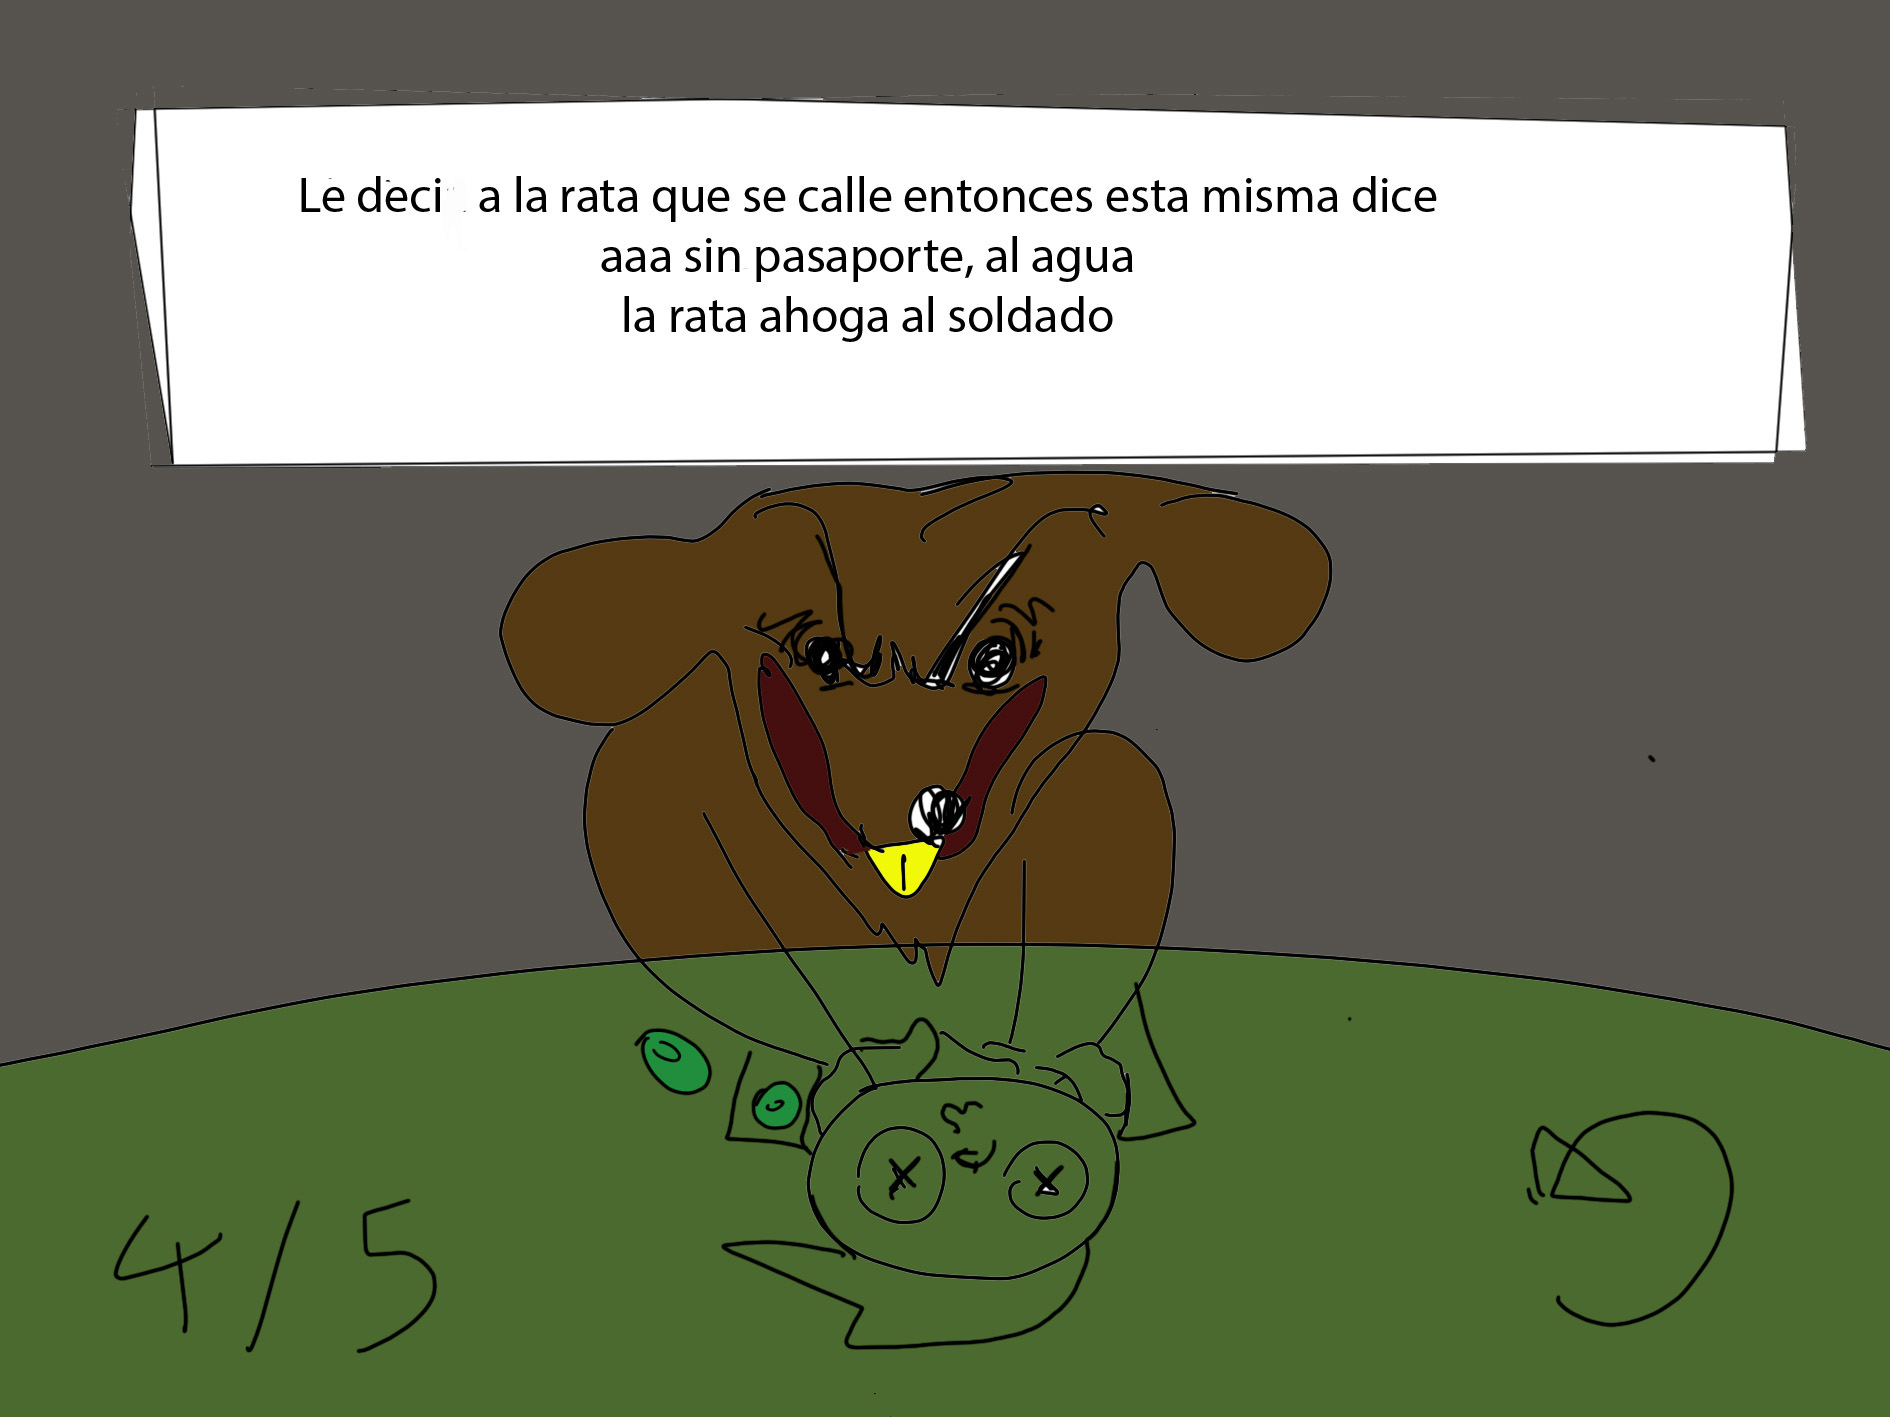 Le deci a la rata que se calle entonces esta misma dice
aaa sin pasaporte, al agua
la rata ahoga al soldado
4/5